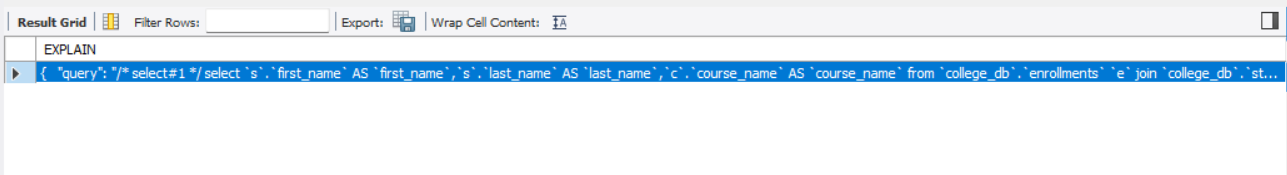 Result Grid Filter Rows: Export: Wrap Cell Content: IA
EXPLAIN
{ "query": "/* select#1 */ select `s`.`first_name` AS `first_name`,`s`.`last_name` AS `last_name`,`c`.`course_name` AS `course_name` from `college_db`.`enrollments` `e` join `college_db`.`st...